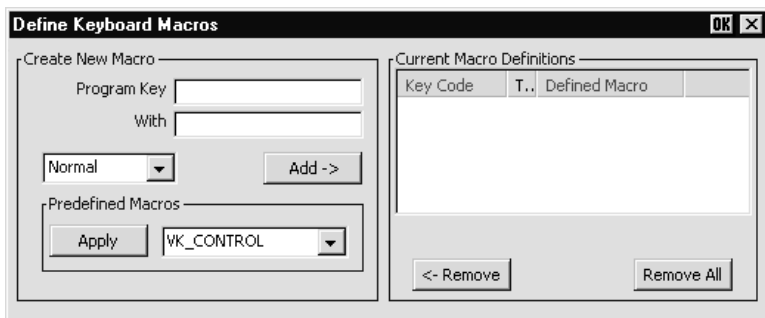 Define Keyboard Macros OK
Create New Macro
Program Key
With
Normal Add ->
Predefined Macros
Apply VK_CONTROL
Current Macro Definitions
Key Code T.. Defined Macro
<- Remove Remove All